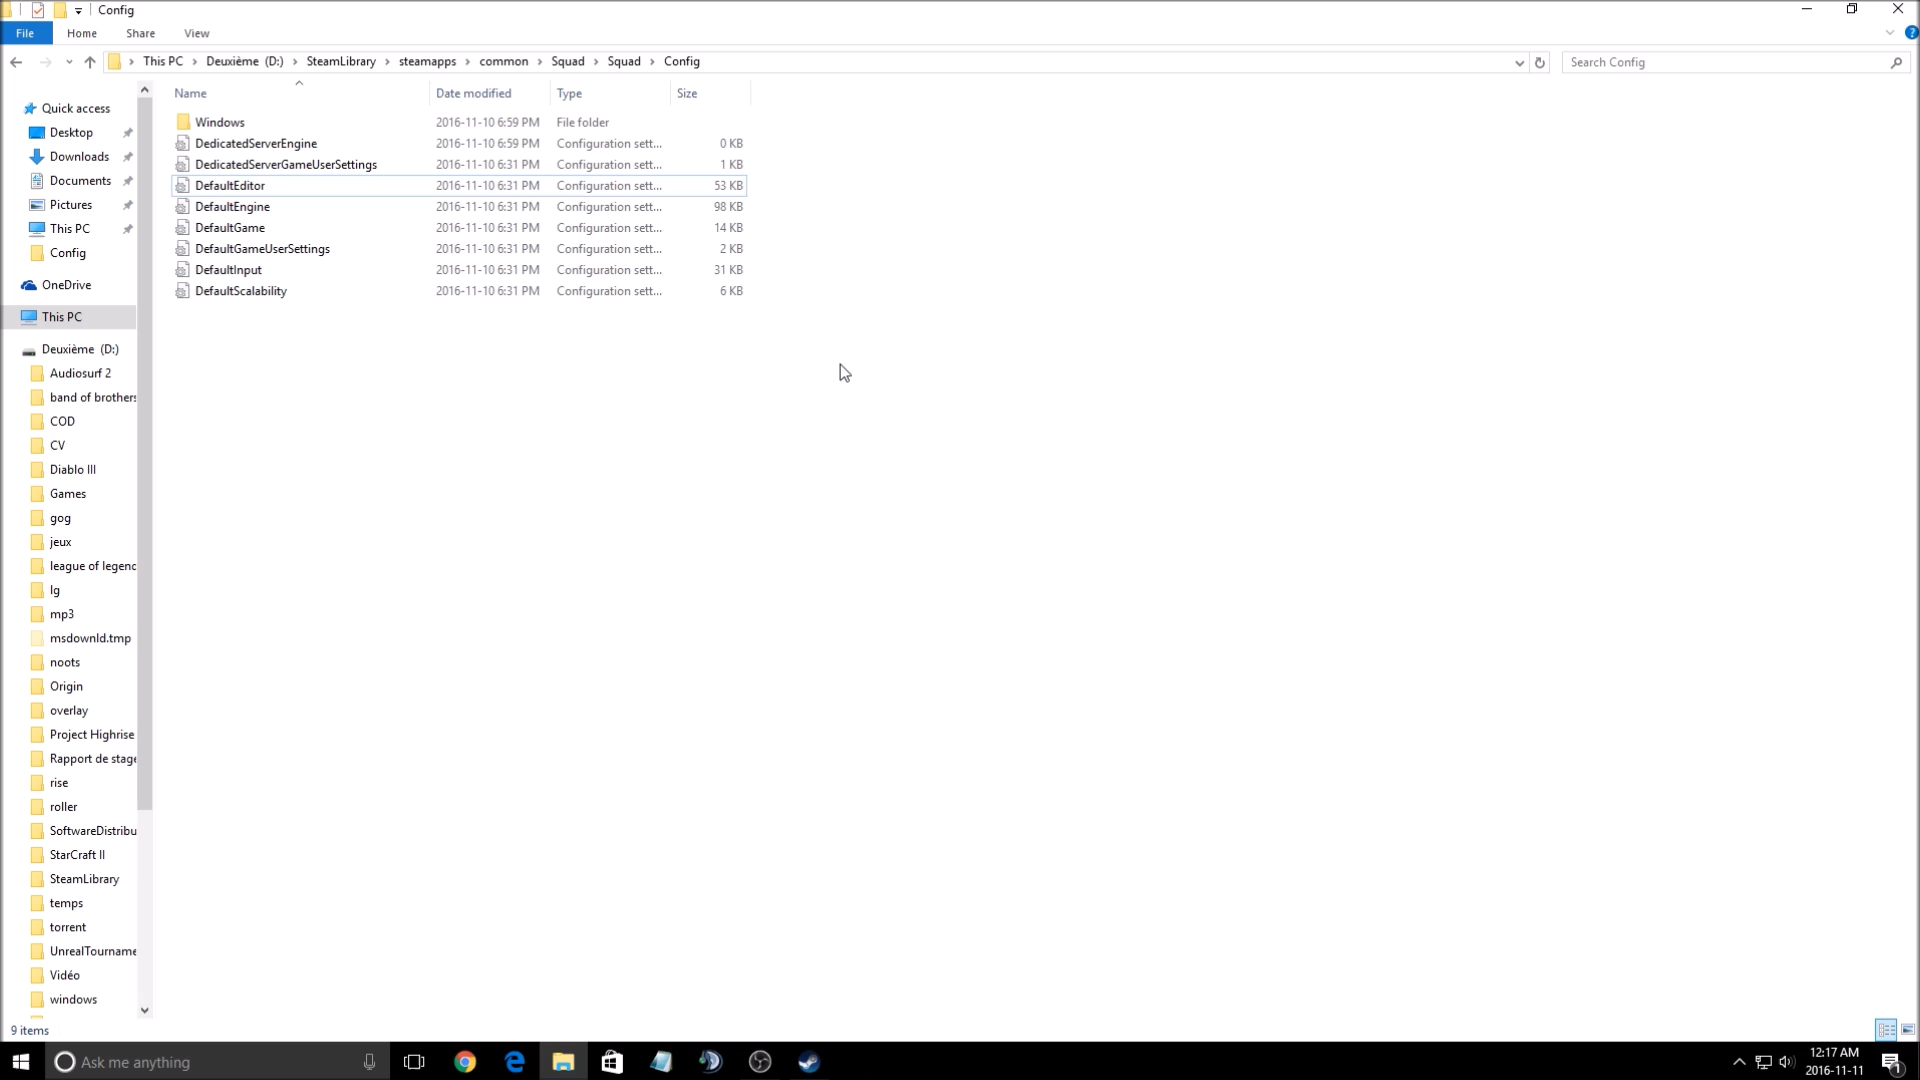 Config
File Home Share View
This PC Deuxième (D:) SteamLibrary steamapps common Squad Squad Config
Search Config
Name Date modified Type Size
Windows 2016-11-10 6:59 PM File folder
DedicatedServerEngine 2016-11-10 6:59 PM Configuration sett... 0 KB
DedicatedServerGameUserSettings 2016-11-10 6:31 PM Configuration sett... 1 KB
DefaultEditor 2016-11-10 6:31 PM Configuration sett... 53 KB
DefaultEngine 2016-11-10 6:31 PM Configuration sett... 98 KB
DefaultGame 2016-11-10 6:31 PM Configuration sett... 14 KB
DefaultGameUserSettings 2016-11-10 6:31 PM Configuration sett... 2 KB
DefaultInput 2016-11-10 6:31 PM Configuration sett... 31 KB
DefaultScalability 2016-11-10 6:31 PM Configuration sett... 6 KB
Quick access
Desktop
Downloads
Documents
Pictures
This PC
Config
OneDrive
This PC
Deuxième (D:)
Audiosurf 2
band of brothers
COD
CV
Diablo III
Games
gog
jeux
league of legenc
lg
mp3
msdownld.tmp
noots
Origin
overlay
Project Highrise
Rapport de stage
rise
roller
SoftwareDistribu
StarCraft II
SteamLibrary
temps
torrent
UnrealTourname
Vidéo
windows
9 items
Ask me anything
12:17 AM
2016-11-11
1